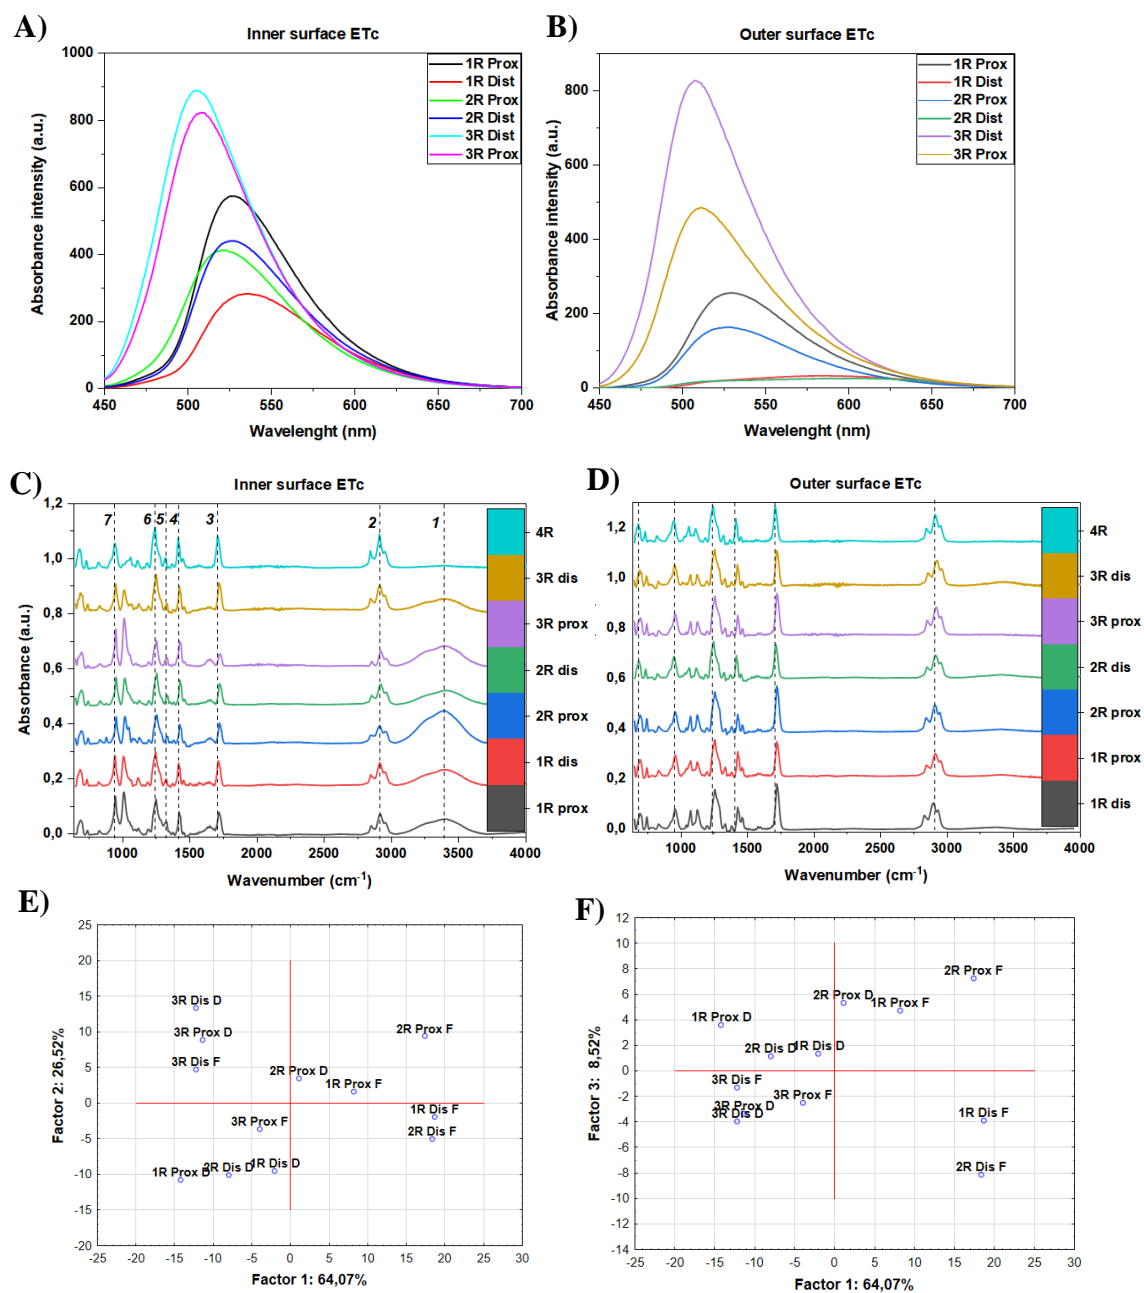 A)
Inner surface ETc
1000
800
600
400
200
0
450
500
550
600
650
700
Absorbance intensity (a.u.)
Wavelenght (nm)
1R Prox
1R Dist
2R Prox
2R Dist
3R Dist
3R Prox
B)
Outer surface ETc
800
600
400
200
0
450
500
550
600
650
700
Absorbance intensity (a.u.)
Wavelenght (nm)
1R Prox
1R Dist
2R Prox
2R Dist
3R Dist
3R Prox
C)
Inner surface ETc
1,2
1,0
0,8
0,6
0,4
0,2
0,0
7
6
5
4
3
2
1
1000
1500
2000
2500
3000
3500
4000
Absorbance (a.u.)
Wavenumber (cm-1)
4R
3R dis
3R prox
2R dis
2R prox
1R dis
1R prox
D)
Outer surface ETc
1,2
1,0
0,8
0,6
0,4
0,2
0,0
1000
1500
2000
2500
3000
3500
4000
Wavenumber (cm-1)
4R
3R dis
3R prox
2R dis
2R prox
1R prox
1R dis
E)
25
20
15
10
5
0
-5
-10
-15
-20
-25
-20
-15
-10
-5
0
5
10
15
20
25
30
Factor 2: 26,52%
Factor 1: 64,07%
3R Dis D
3R Prox D
3R Dis F
2R Prox F
2R Prox D
1R Prox F
1R Dis F
2R Dis F
3R Prox F
1R Dis D
2R Dis D
1R Prox D
F)
12
10
8
6
4
2
0
-2
-4
-6
-8
-10
-12
-14
-25
-20
-15
-10
-5
0
5
10
15
20
25
30
Factor 3: 8,52%
Factor 1: 64,07%
2R Prox F
2R Prox D
1R Prox F
1R Prox D
2R Dis D
1R Dis D
3R Dis F
3R Prox F
3R Prox D
3R Dis D
1R Dis F
2R Dis F